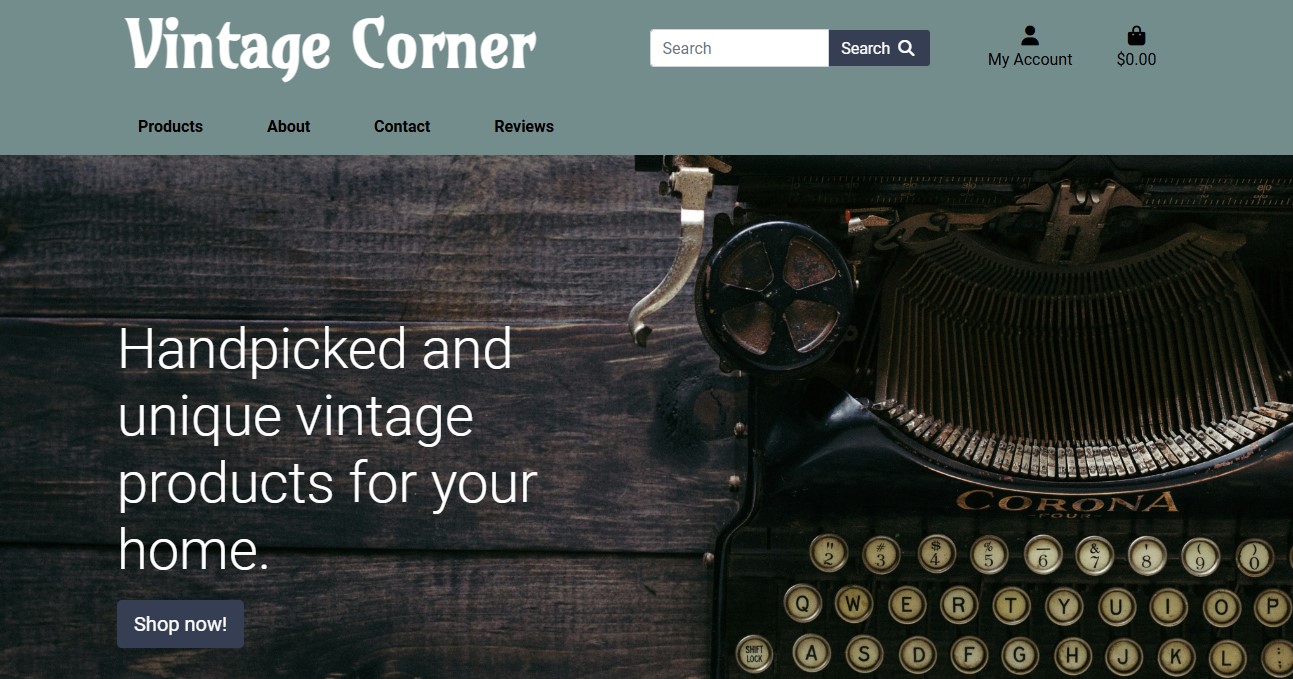 Vintage Corner
Search
Search
My Account
$0.00
Products
About
Contact
Reviews
Handpicked and
unique vintage
products for your
home.
Shop now!
CORONA
FOUR
" 2 # 3 $ 4 % 5 — 6 & 7 ' 8 ( 9 ) 0
Q W E R T Y U I O P
SHIFT LOCK A S D F G H J K L : ;